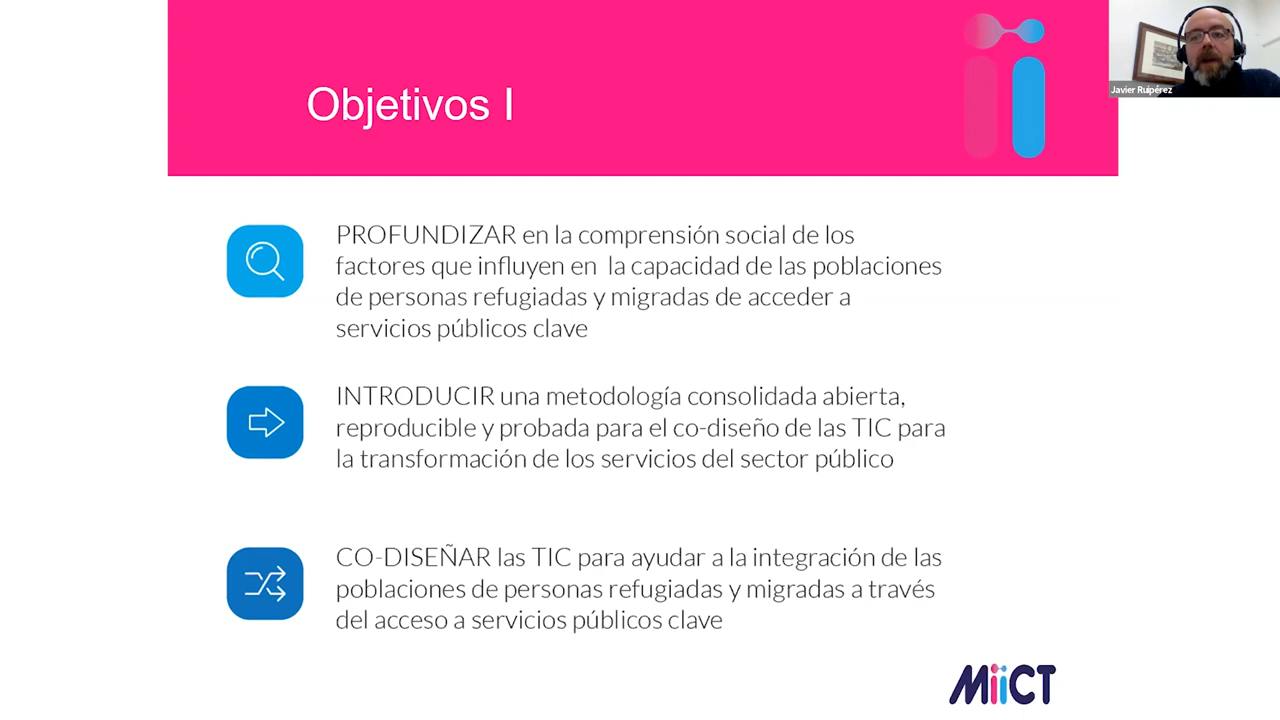 Objetivos I
Javier Ruipérez
PROFUNDIZAR en la comprensión social de los
factores que influyen en la capacidad de las poblaciones
de personas refugiadas y migradas de acceder a
servicios públicos clave
INTRODUCIR una metodología consolidada abierta,
reproducible y probada para el co-diseño de las TIC para
la transformación de los servicios del sector público
CO-DISEÑAR las TIC para ayudar a la integración de las
poblaciones de personas refugiadas y migradas a través
del acceso a servicios públicos clave
MiiCT